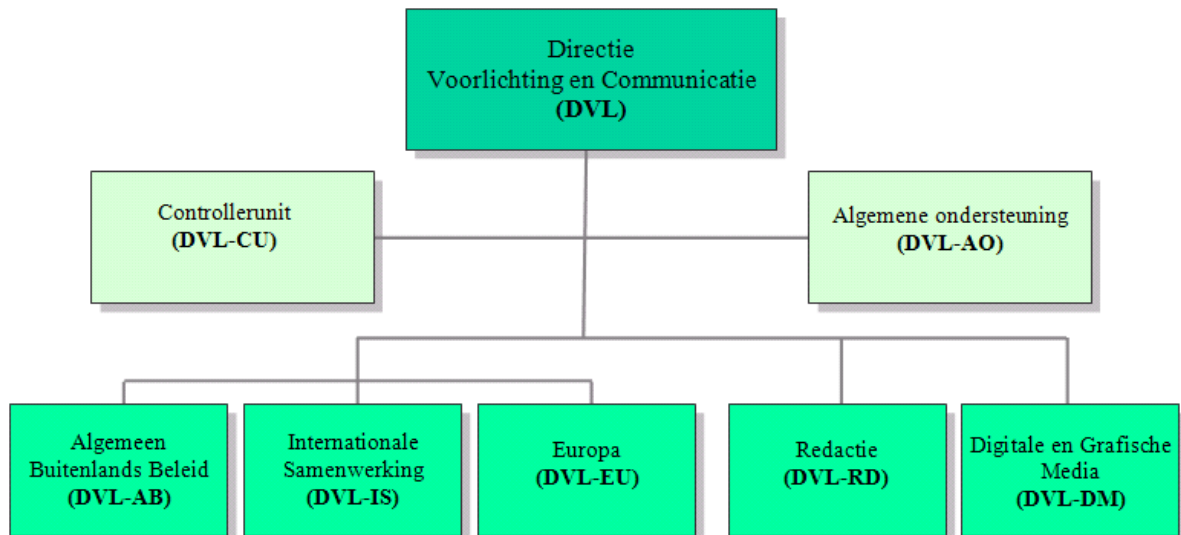 Directie
Voorlichting en Communicatie
(DVL)
Controllerunit
(DVL-CU)
Algemene ondersteuning
(DVL-AO)
Algemeen
Buitenlands Beleid
(DVL-AB)
Internationale
Samenwerking
(DVL-IS)
Europa
(DVL-EU)
Redactie
(DVL-RD)
Digitale en Grafische
Media
(DVL-DM)